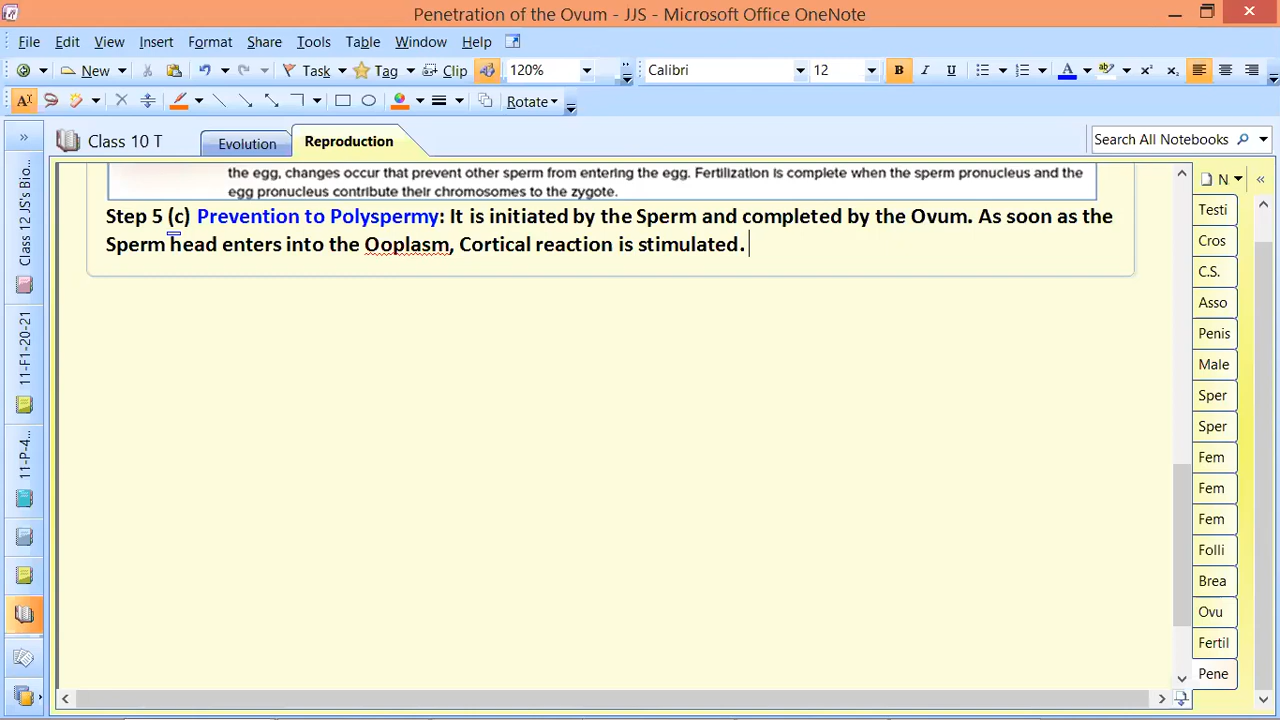 Penetration of the Ovum - JJS - Microsoft Office OneNote
File Edit View Insert Format Share Tools Table Window Help
New Task Tag Clip 120% Calibri 12 B I U
Rotate
Class 10 T Evolution Reproduction Search All Notebooks
the egg, changes occur that prevent other sperm from entering the egg. Fertilization is complete when the sperm pronucleus and the
egg pronucleus contribute their chromosomes to the zygote.
Step 5 (c) Prevention to Polyspermy: It is initiated by the Sperm and completed by the Ovum. As soon as the
Sperm head enters into the Ooplasm, Cortical reaction is stimulated.
Class 12 JJS's Bio...
11-F1-20-21
11-P-4...
N
Testi
Cros
C.S.
Asso
Penis
Male
Sper
Sper
Fem
Fem
Fem
Folli
Brea
Ovu
Fertil
Pene